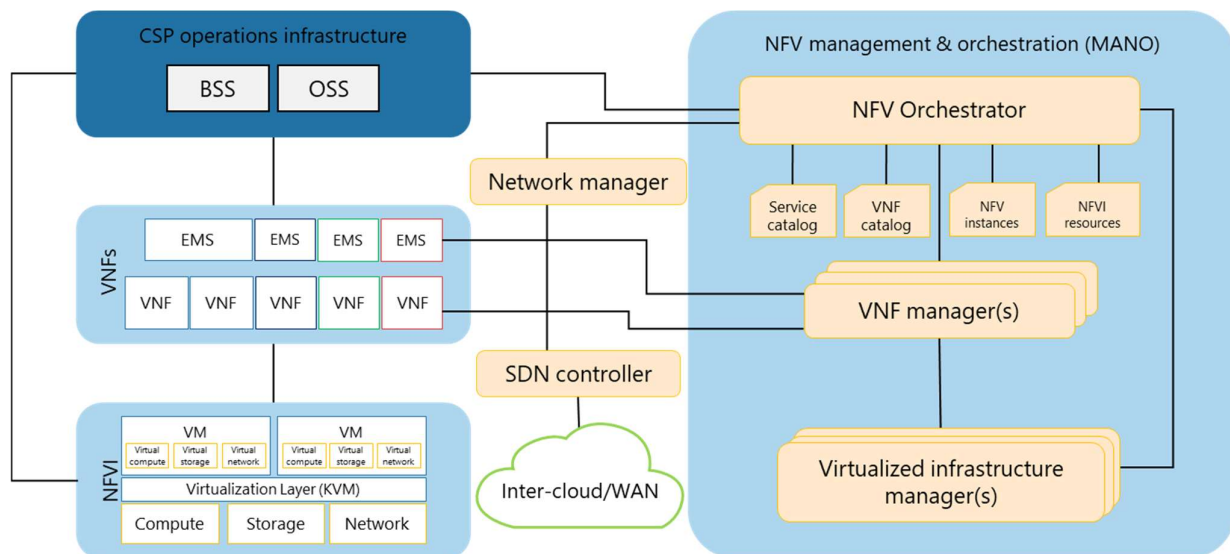 CSP operations infrastructure
BSS
OSS
NFV management & orchestration (MANO)
NFV Orchestrator
Network manager
Service
catalog
VNF
catalog
NFV
instances
NFVI
resources
VNFs
EMS
EMS
EMS
EMS
VNF
VNF
VNF
VNF
VNF
VNF manager(s)
SDN controller
NFVI
VM
Virtual
compute
Virtual
storage
Virtual
network
VM
Virtual
compute
Virtual
storage
Virtual
network
Virtualization Layer (KVM)
Compute
Storage
Network
Inter-cloud/WAN
Virtualized infrastructure
manager(s)